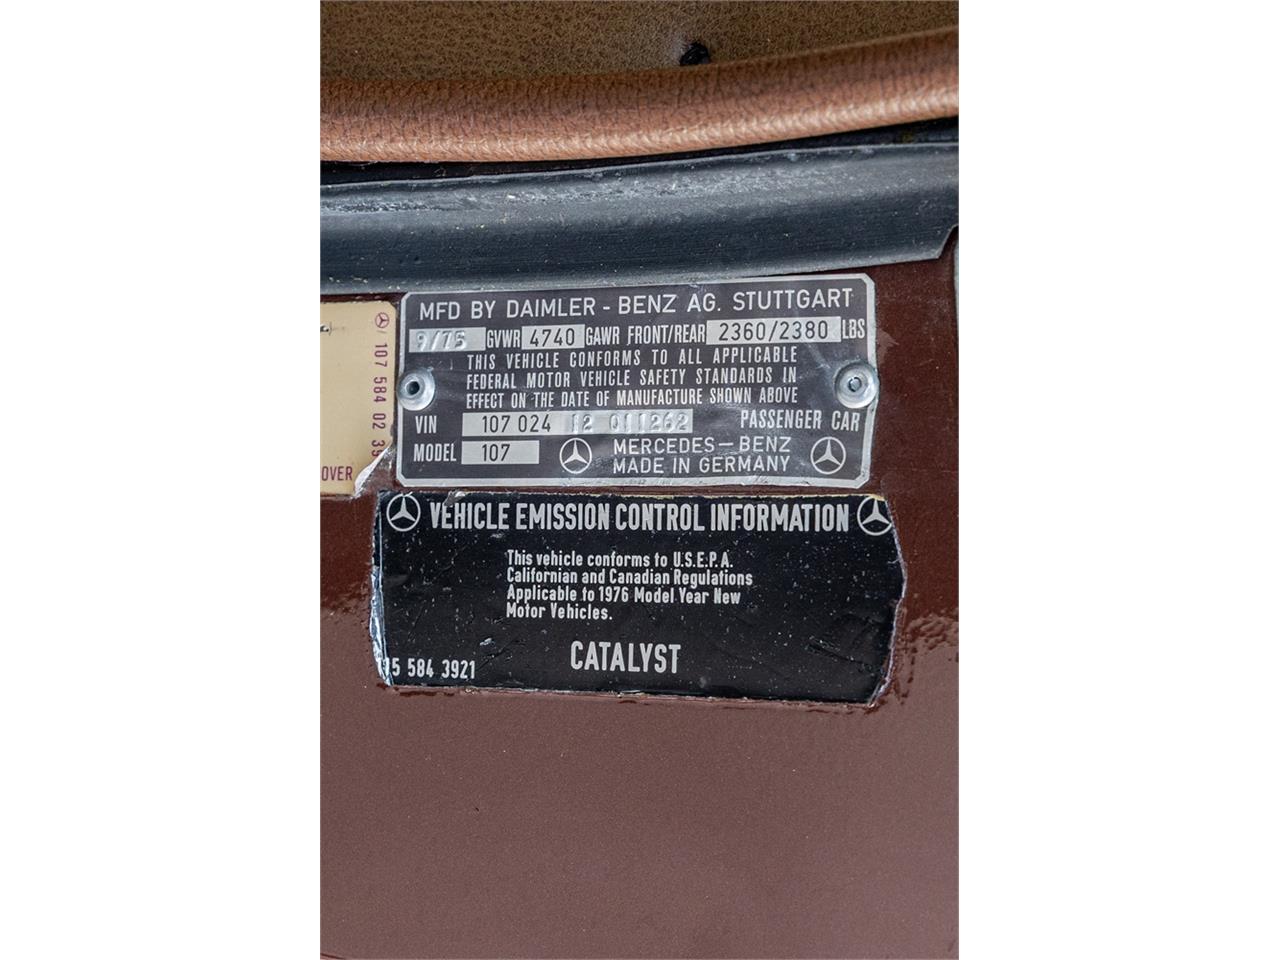 MFD BY DAIMLER-BENZ AG. STUTTGART
9/75 GVWR 4740 GAWR FRONT/REAR 2360/2380 LBS
THIS VEHICLE CONFORMS TO ALL APPLICABLE
FEDERAL MOTOR VEHICLE SAFETY STANDARDS IN
EFFECT ON THE DATE OF MANUFACTURE SHOWN ABOVE
VIN 107 024 12 011262 PASSENGER CAR
MODEL 107 MERCEDES-BENZ
MADE IN GERMANY
107 584 02 39
OVER
VEHICLE EMISSION CONTROL INFORMATION
This vehicle conforms to U.S.E.P.A.
Californian and Canadian Regulations
Applicable to 1976 Model Year New
Motor Vehicles.
CATALYST
15 584 3921